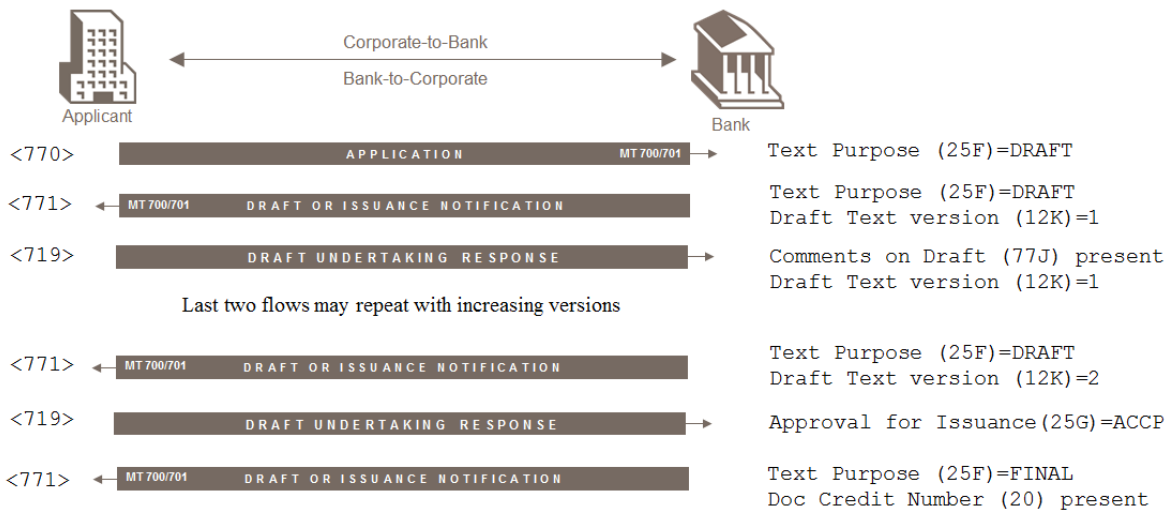 Corporate-to-Bank
Bank-to-Corporate
Applicant
Bank
<770> APPLICATION MT 700/701 Text Purpose (25F)=DRAFT
<771> MT 700/701 DRAFT OR ISSUANCE NOTIFICATION Text Purpose (25F)=DRAFT
Draft Text version (12K)=1
<719> DRAFT UNDERTAKING RESPONSE Comments on Draft (77J) present
Draft Text version (12K)=1
Last two flows may repeat with increasing versions
<771> MT 700/701 DRAFT OR ISSUANCE NOTIFICATION Text Purpose (25F)=DRAFT
Draft Text version (12K)=2
<719> DRAFT UNDERTAKING RESPONSE Approval for Issuance(25G)=ACCP
<771> MT 700/701 DRAFT OR ISSUANCE NOTIFICATION Text Purpose (25F)=FINAL
Doc Credit Number (20) present